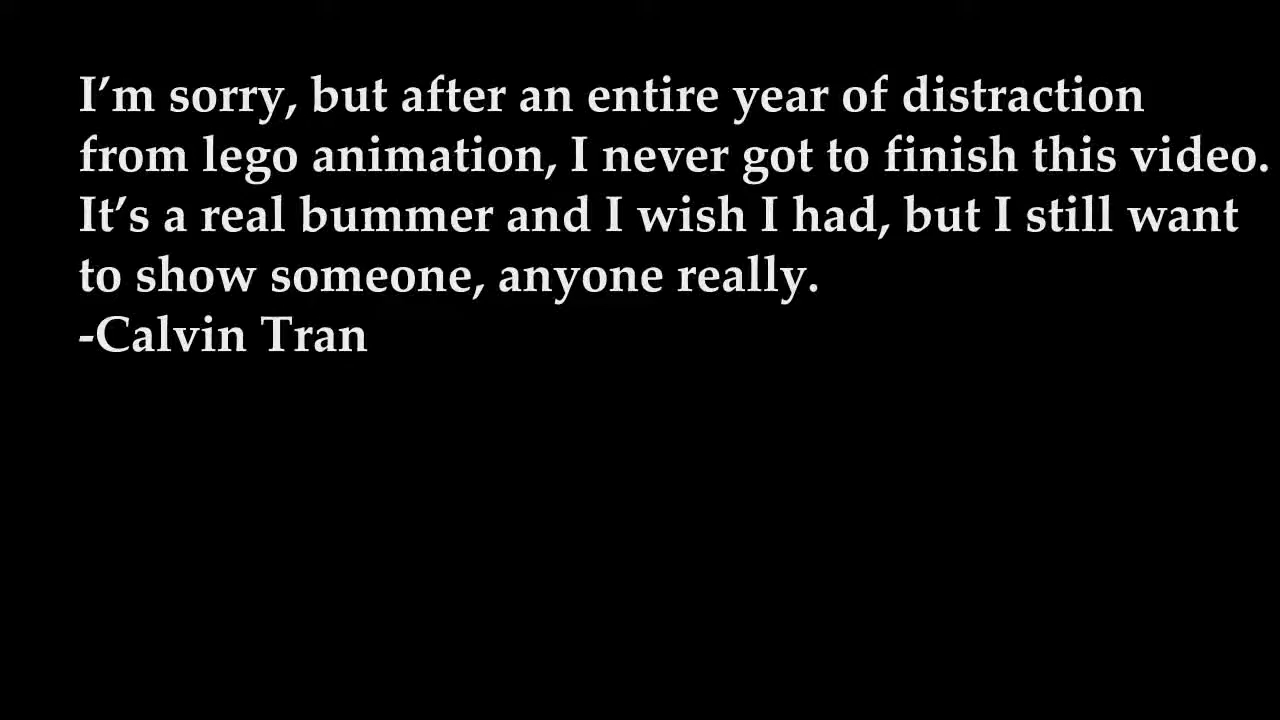 I’m sorry, but after an entire year of distraction
from lego animation, I never got to finish this video.
It’s a real bummer and I wish I had, but I still want
to show someone, anyone really.
-Calvin Tran